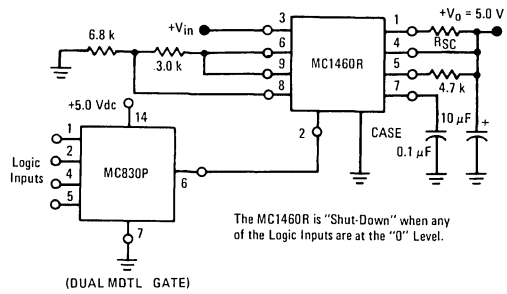 +Vin
3
1
+Vo = 5.0 V
6.8 k
3.0 k
6
RSC
4
9
MC1460R
5
8
4.7 k
7
+5.0 Vdc
14
2
CASE
10 µF
+
0.1 µF
1
2
Logic
Inputs
4
5
MC830P
6
7
The MC1460R is "Shut-Down" when any
of the Logic Inputs are at the "0" Level.
(DUAL MDTL GATE)